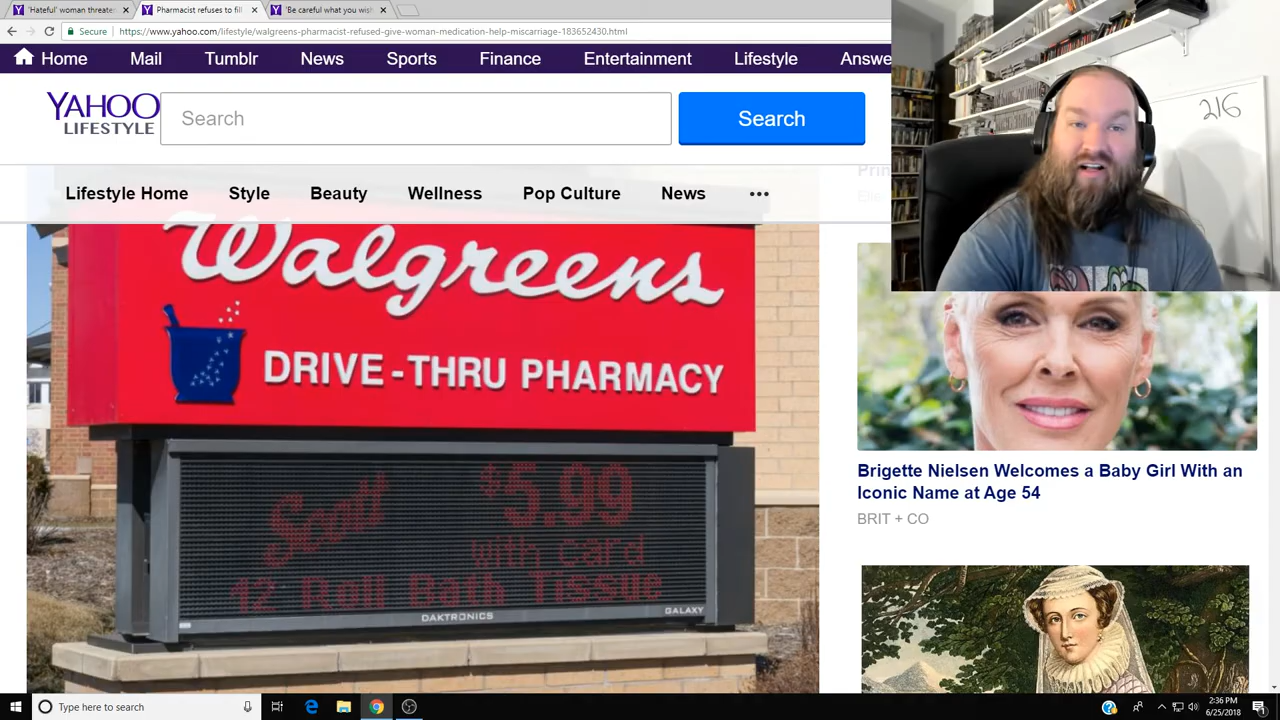 'Hateful' woman threate
Pharmacist refuses to fill
'Be careful what you wish
Secure
https://www.yahoo.com/lifestyle/walgreens-pharmacist-refused-give-woman-medication-help-miscarriage-183652430.html
Home Mail Tumblr News Sports Finance Entertainment Lifestyle Answe
YAHOO
LIFESTYLE
Search
Search
216
Lifestyle Home Style Beauty Wellness Pop Culture News •••
Walgreens
DRIVE-THRU PHARMACY
Scott $5.99
with card
12 Roll Bath Tissue
DAKTRONICS
GALAXY
Brigette Nielsen Welcomes a Baby Girl With an
Iconic Name at Age 54
BRIT + CO
Type here to search
2:36 PM
6/25/2018